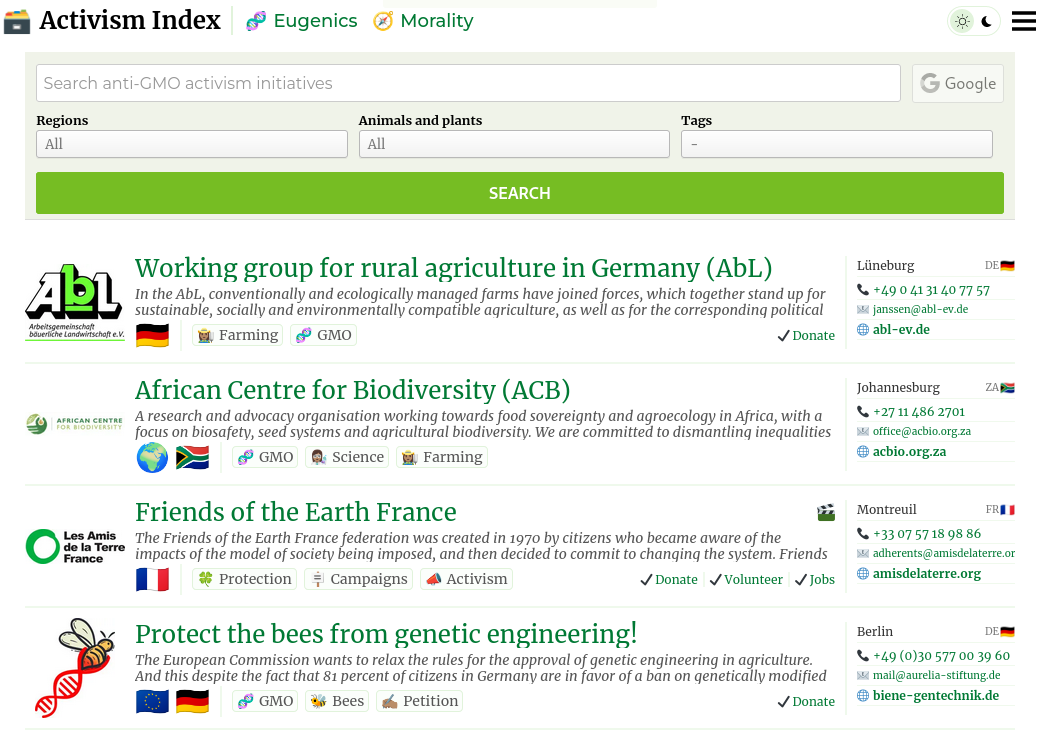 Activism Index
Eugenics
Morality
Search anti-GMO activism initiatives
Google
Regions
Animals and plants
Tags
All
All
-
SEARCH
AbL
Arbeitsgemeinschaft
bäuerliche Landwirtschaft e.V.
Working group for rural agriculture in Germany (AbL)
In the AbL, conventionally and ecologically managed farms have joined forces, which together stand up for
sustainable, socially and environmentally compatible agriculture, as well as for the corresponding political
Farming
GMO
Donate
Lüneburg
DE
+49 0 41 31 40 77 57
janssen@abl-ev.de
abl-ev.de
AFRICAN CENTRE
FOR BIODIVERSITY
African Centre for Biodiversity (ACB)
A research and advocacy organisation working towards food sovereignty and agroecology in Africa, with a
focus on biosafety, seed systems and agricultural biodiversity. We are committed to dismantling inequalities
GMO
Science
Farming
Johannesburg
ZA
+27 11 486 2701
office@acbio.org.za
acbio.org.za
Les Amis
de la Terre
France
Friends of the Earth France
The Friends of the Earth France federation was created in 1970 by citizens who became aware of the
impacts of the model of society being imposed, and then decided to commit to changing the system. Friends
Protection
Campaigns
Activism
Donate
Volunteer
Jobs
Montreuil
FR
+33 07 57 18 98 86
adherents@amisdelaterre.or
amisdelaterre.org
Protect the bees from genetic engineering!
The European Commission wants to relax the rules for the approval of genetic engineering in agriculture.
And this despite the fact that 81 percent of citizens in Germany are in favor of a ban on genetically modified
GMO
Bees
Petition
Donate
Berlin
DE
+49 (0)30 577 00 39 60
mail@aurelia-stiftung.de
biene-gentechnik.de